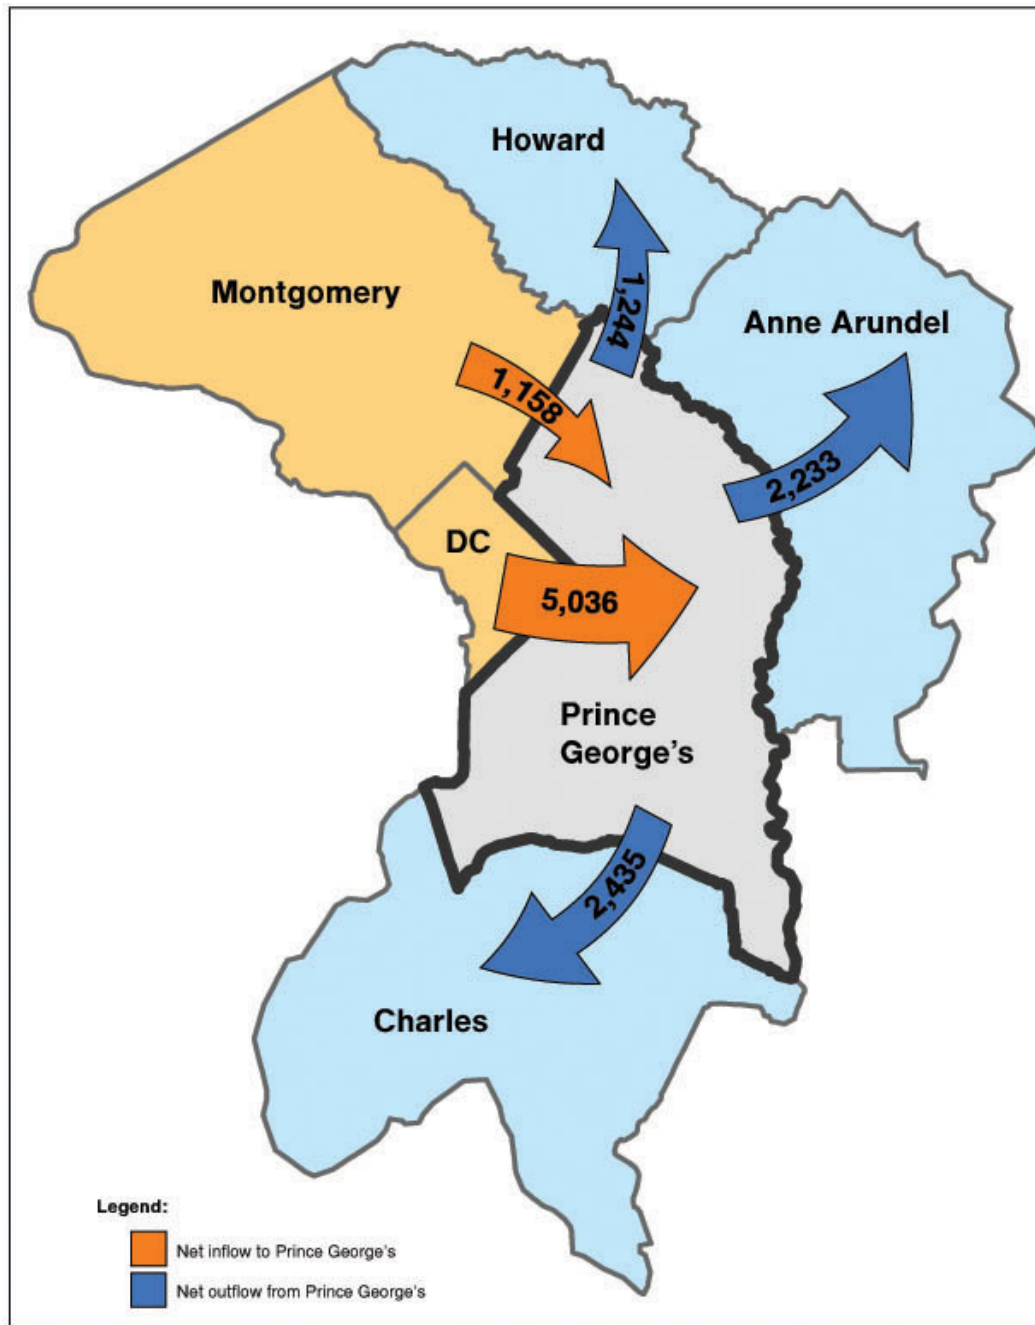 Howard
Montgomery
1,244
Anne Arundel
1,158
2,233
DC
5,036
Prince
George's
2,435
Charles
Legend:
Net inflow to Prince George's
Net outflow from Prince George's